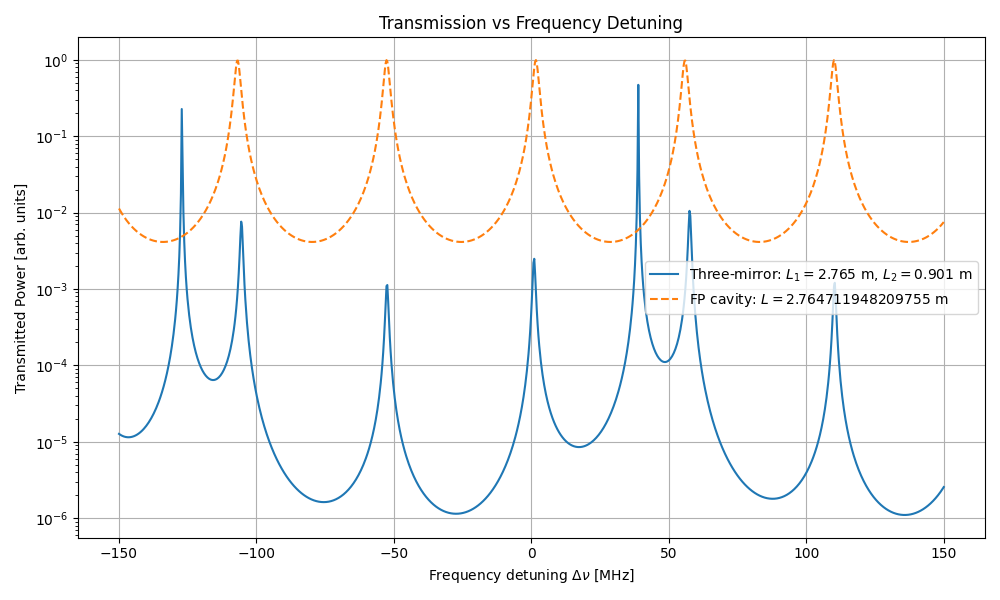 Transmission vs Frequency Detuning
Transmitted Power [arb. units]
10⁰
10⁻¹
10⁻²
10⁻³
10⁻⁴
10⁻⁵
10⁻⁶
Three-mirror: L₁ = 2.765 m, L₂ = 0.901 m
FP cavity: L = 2.764711948209755 m
−150
−100
−50
0
50
100
150
Frequency detuning Δν [MHz]